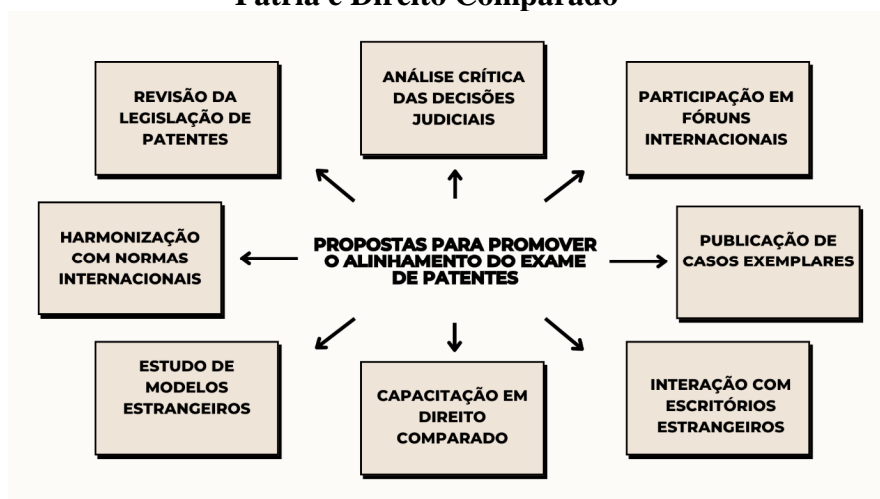 Pátria e Direito Comparado
ANÁLISE CRÍTICA
DAS DECISÕES
JUDICIAIS
REVISÃO DA
LEGISLAÇÃO DE
PATENTES
PARTICIPAÇÃO EM
FÓRUNS
INTERNACIONAIS
HARMONIZAÇÃO
COM NORMAS
INTERNACIONAIS
PROPOSTAS PARA PROMOVER
O ALINHAMENTO DO EXAME
DE PATENTES
PUBLICAÇÃO DE
CASOS EXEMPLARES
ESTUDO DE
MODELOS
ESTRANGEIROS
CAPACITAÇÃO EM
DIREITO
COMPARADO
INTERAÇÃO COM
ESCRITÓRIOS
ESTRANGEIROS